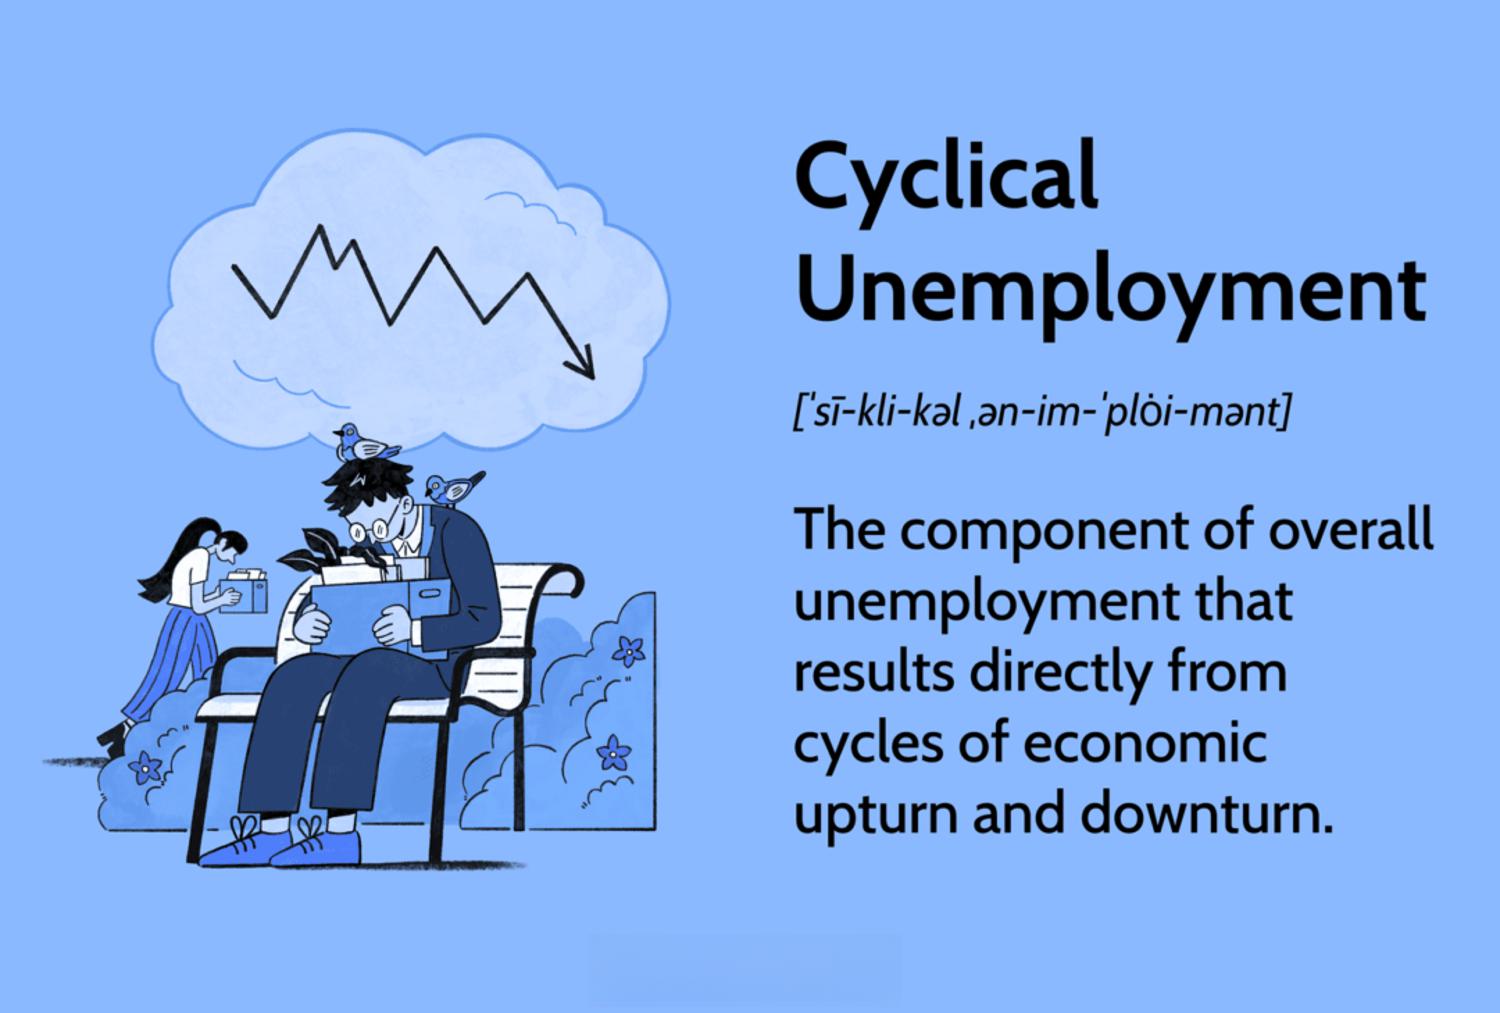 Cyclical
Unemployment
[ˈsī-kli-kəl ˌən-im-ˈplȯi-mənt]
The component of overall
unemployment that
results directly from
cycles of economic
upturn and downturn.